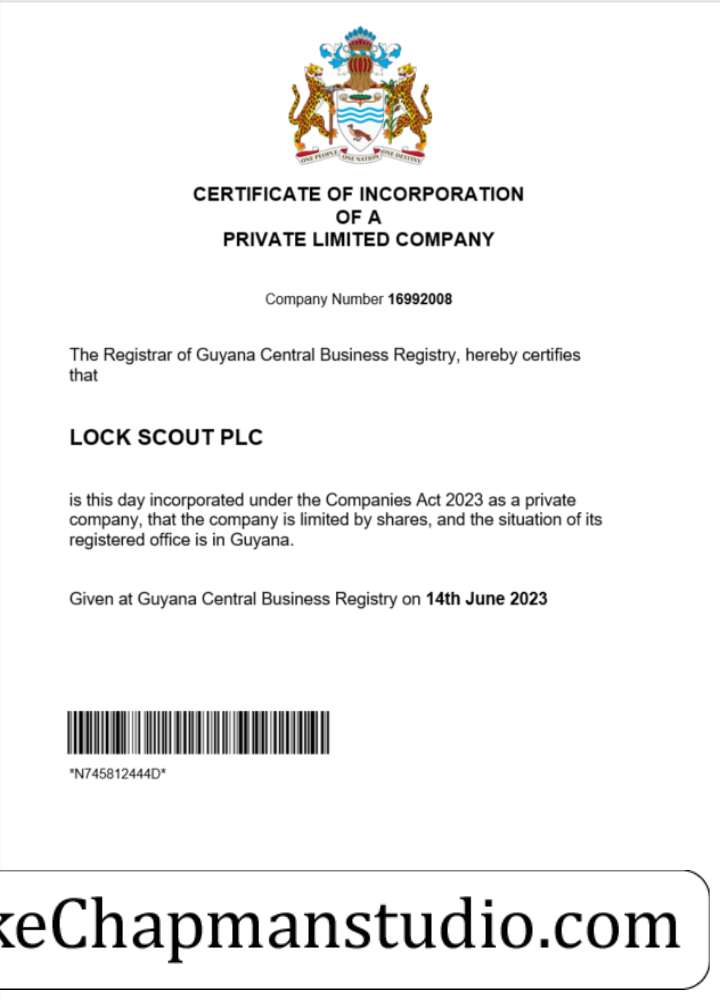 ONE PEOPLE ONE NATION ONE DESTINY
CERTIFICATE OF INCORPORATION
OF A
PRIVATE LIMITED COMPANY
Company Number 16992008
The Registrar of Guyana Central Business Registry, hereby certifies
that
LOCK SCOUT PLC
is this day incorporated under the Companies Act 2023 as a private
company, that the company is limited by shares, and the situation of its
registered office is in Guyana.
Given at Guyana Central Business Registry on 14th June 2023
*N745812444D*
keChapmanstudio.com